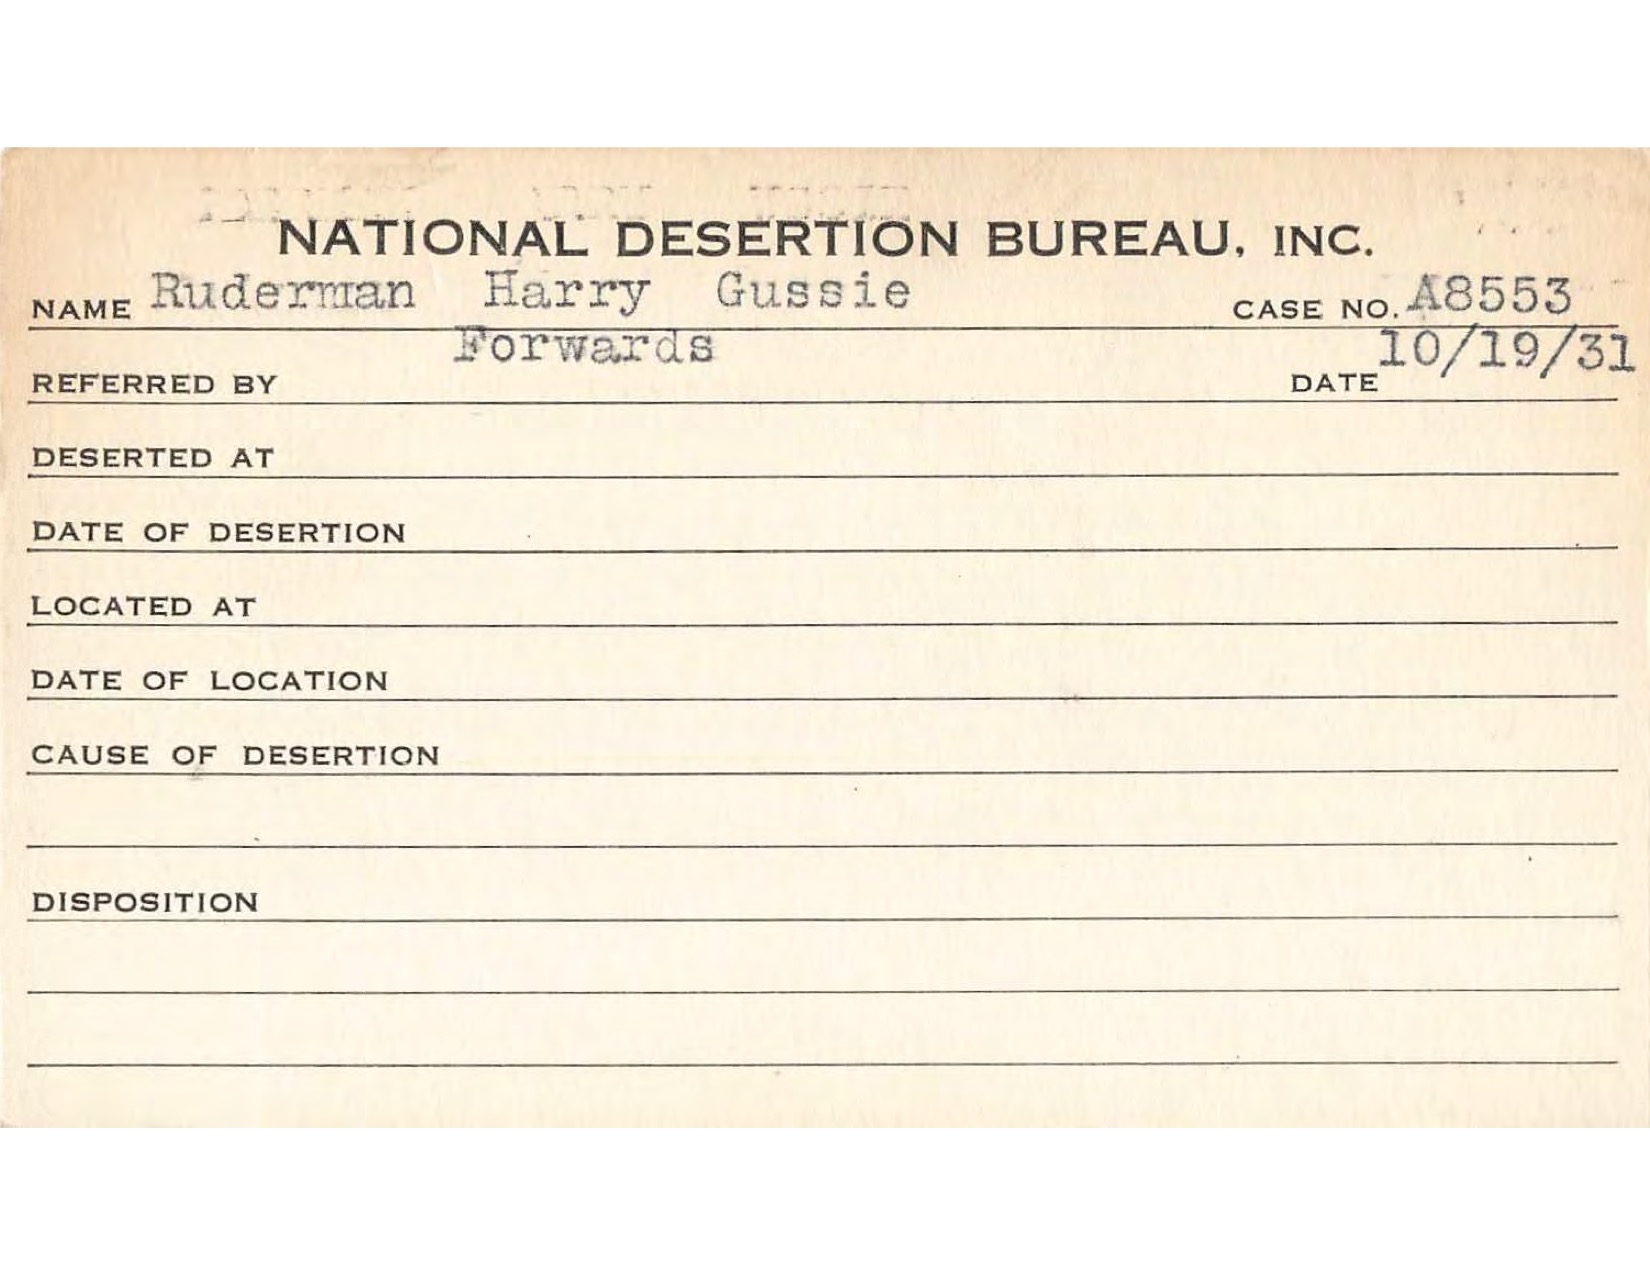 NATIONAL DESERTION BUREAU, INC.
NAME Ruderman Harry Gussie CASE NO. A8553
REFERRED BY Forwards DATE 10/19/31
DESERTED AT
DATE OF DESERTION
LOCATED AT
DATE OF LOCATION
CAUSE OF DESERTION
DISPOSITION